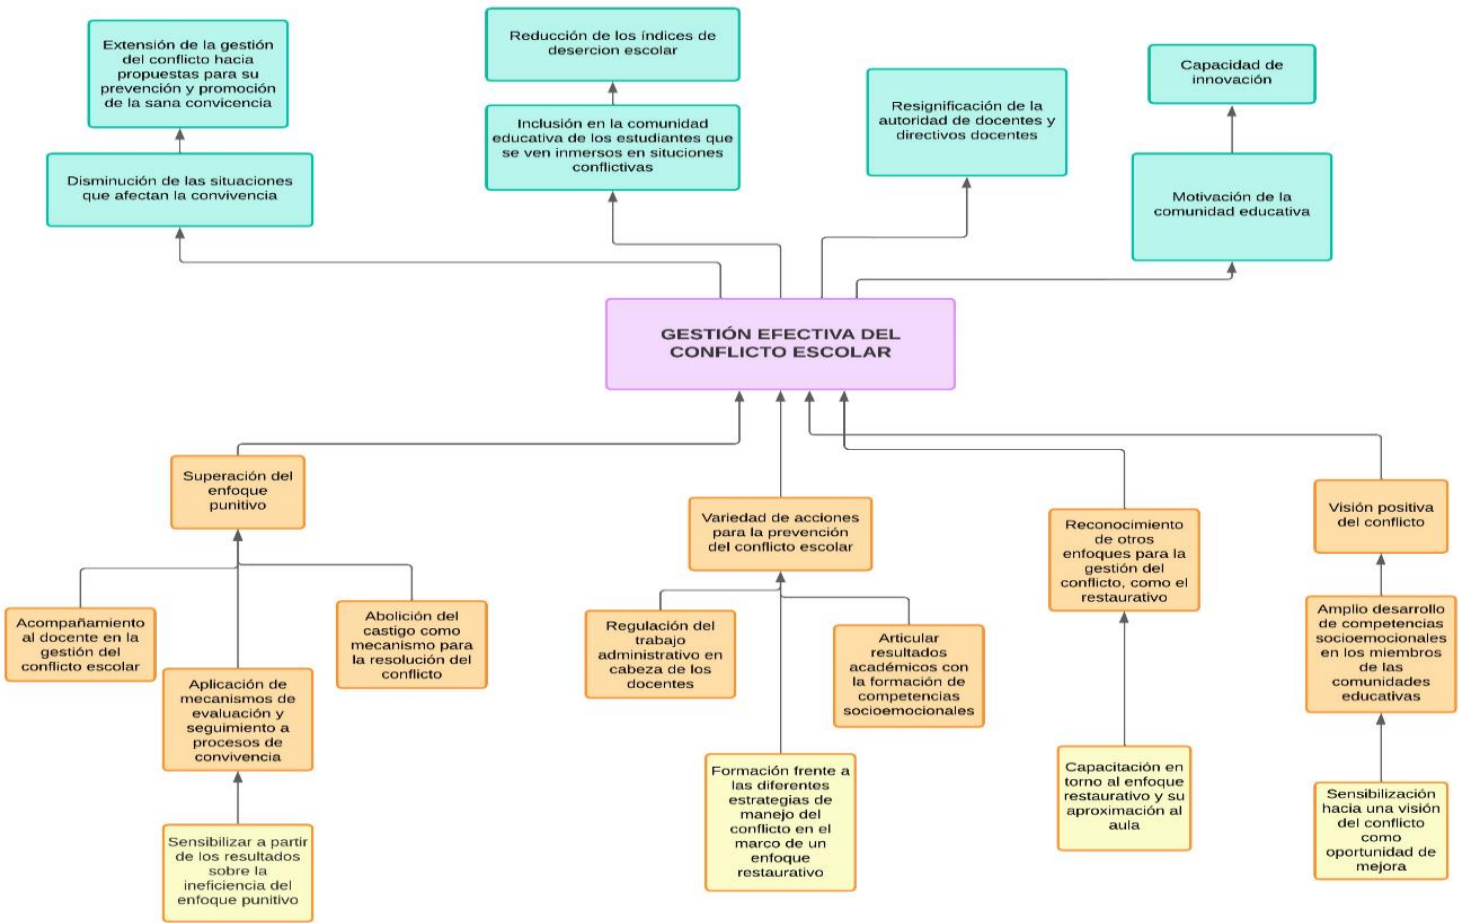 Extensión de la gestión
del conflicto hacia
propuestas para su
prevención y promoción
de la sana convicencia
Reducción de los índices de
desercion escolar
Capacidad de
innovación
Resignificación de la
autoridad de docentes y
directivos docentes
Inclusión en la comunidad
educativa de los estudiantes que
se ven inmersos en situciones
conflictivas
Disminución de las situaciones
que afectan la convivencia
Motivación de la
comunidad educativa
GESTIÓN EFECTIVA DEL
CONFLICTO ESCOLAR
Superación del
enfoque
punitivo
Variedad de acciones
para la prevención
del conflicto escolar
Reconocimiento
de otros
enfoques para la
gestión del
conflicto, como el
restaurativo
Visión positiva
del conflicto
Acompañamiento
al docente en la
gestión del
conflicto escolar
Aplicación de
mecanismos de
evaluación y
seguimiento a
procesos de
convivencia
Abolición del
castigo como
mecanismo para
la resolución del
conflicto
Regulación del
trabajo
administrativo en
cabeza de los
docentes
Articular
resultados
académicos con
la formación de
competencias
socioemocionales
Amplio desarrollo
de competencias
socioemocionales
en los miembros
de las
comunidades
educativas
Sensibilizar a partir
de los resultados
sobre la
ineficiencia del
enfoque punitivo
Formación frente a
las diferentes
estrategias de
manejo del
conflicto en el
marco de un
enfoque
restaurativo
Capacitación en
torno al enfoque
restaurativo y su
aproximación al
aula
Sensibilización
hacia una visión
del conflicto
como
oportunidad de
mejora